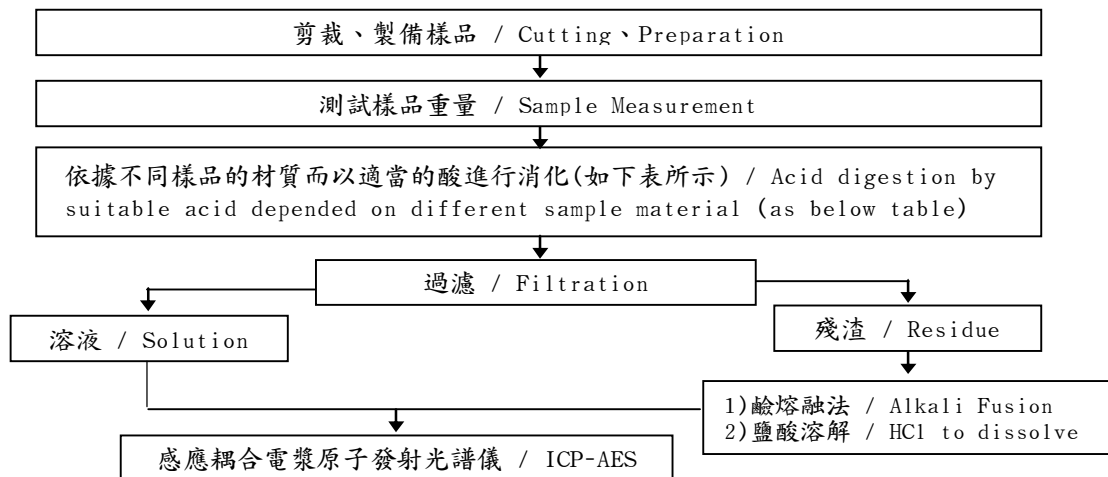 剪裁、製備樣品 / Cutting、Preparation
測試樣品重量 / Sample Measurement
依據不同樣品的材質而以適當的酸進行消化(如下表所示) / Acid digestion by
suitable acid depended on different sample material (as below table)
過濾 / Filtration
溶液 / Solution
殘渣 / Residue
1)鹼熔融法 / Alkali Fusion
2)鹽酸溶解 / HCl to dissolve
感應耦合電漿原子發射光譜儀 / ICP-AES